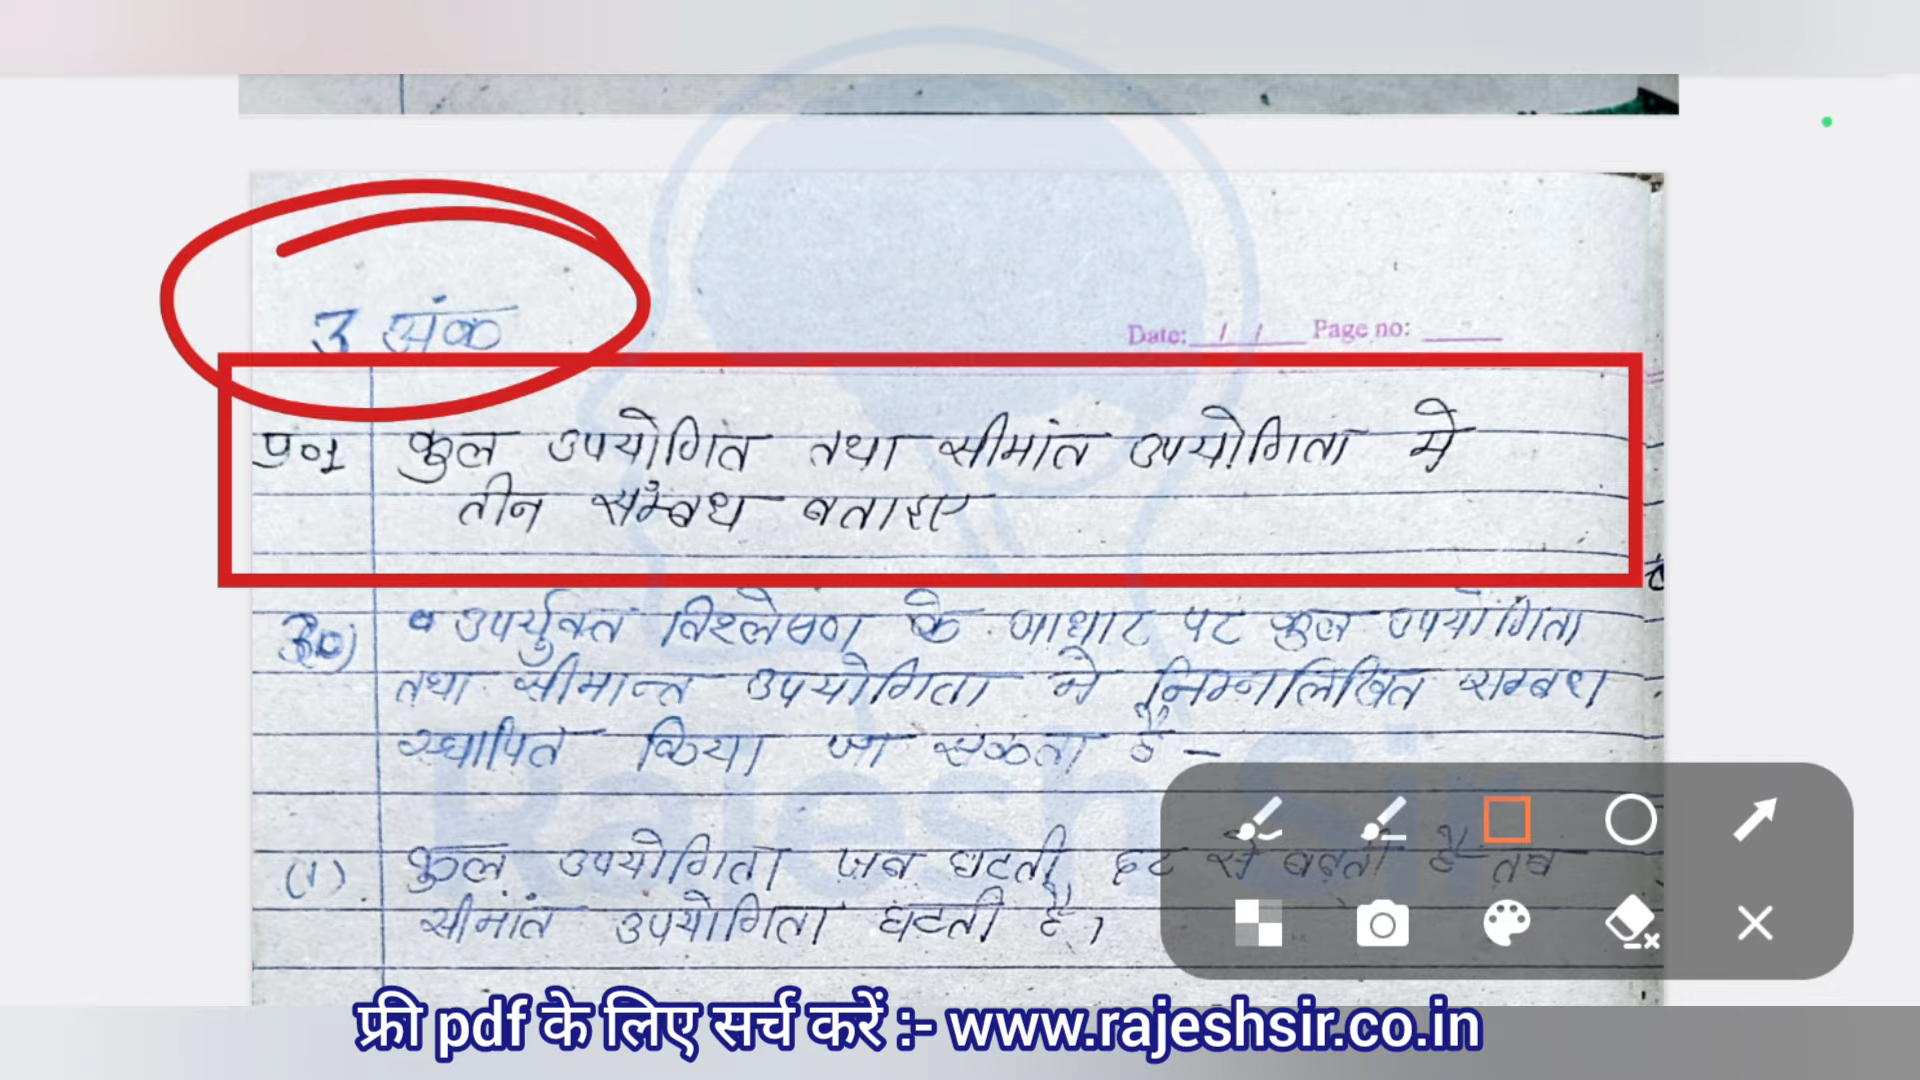 3 अंक
Date: / / Page no:
प्र०1 कुल उपयोगित तथा सीमांत उपयोगिता मे
तीन सम्बंध बताइए
उ०) उपर्युक्त विश्लेषण के आधार पर कुल उपयोगिता
तथा सीमान्त उपयोगिता मे निम्नलिखित सम्बध
स्थापित किया जा सकता है -
(1) कुल उपयोगिता जब घटती दर से बढ़ती है तब
सीमांत उपयोगिता घटती है,
Rajesh Sir
फ्री pdf के लिए सर्च करें :- www.rajeshsir.co.in